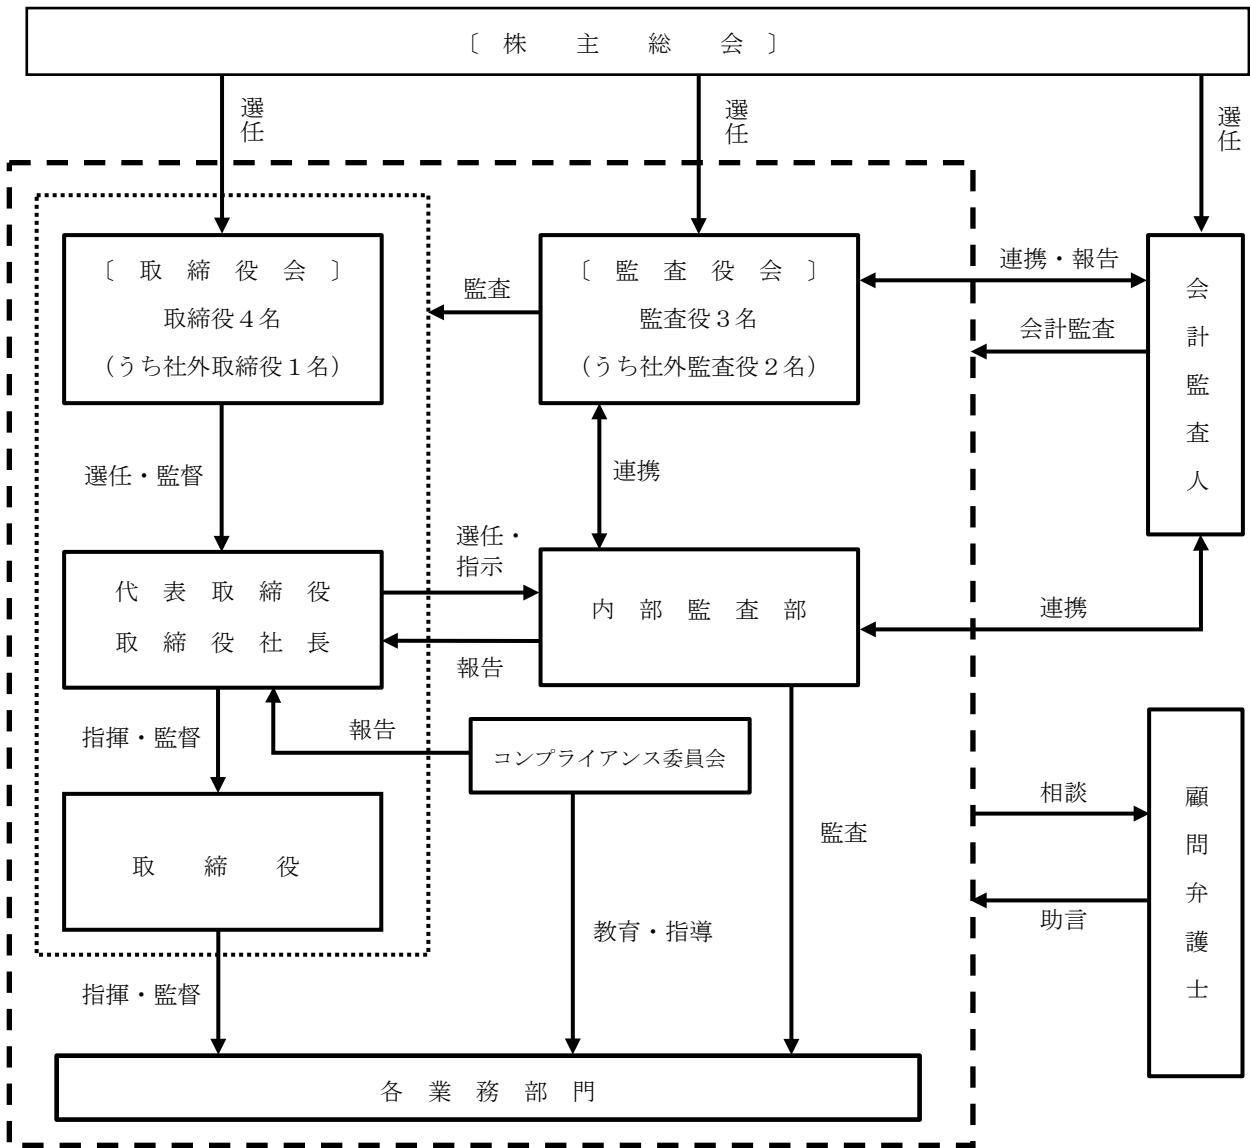 〔 株 主 総 会 〕
選任
選任
選任
〔 取 締 役 会 〕
取締役４名
（うち社外取締役１名）
監査
〔 監 査 役 会 〕
監査役３名
（うち社外監査役２名）
連携・報告
会計監査
会計監査人
選任・監督
連携
選任・
指示
代 表 取 締 役
取 締 役 社 長
内 部 監 査 部
連携
報告
指揮・監督
報告
コンプライアンス委員会
相談
顧問弁護士
監査
取 締 役
助言
教育・指導
指揮・監督
各 業 務 部 門